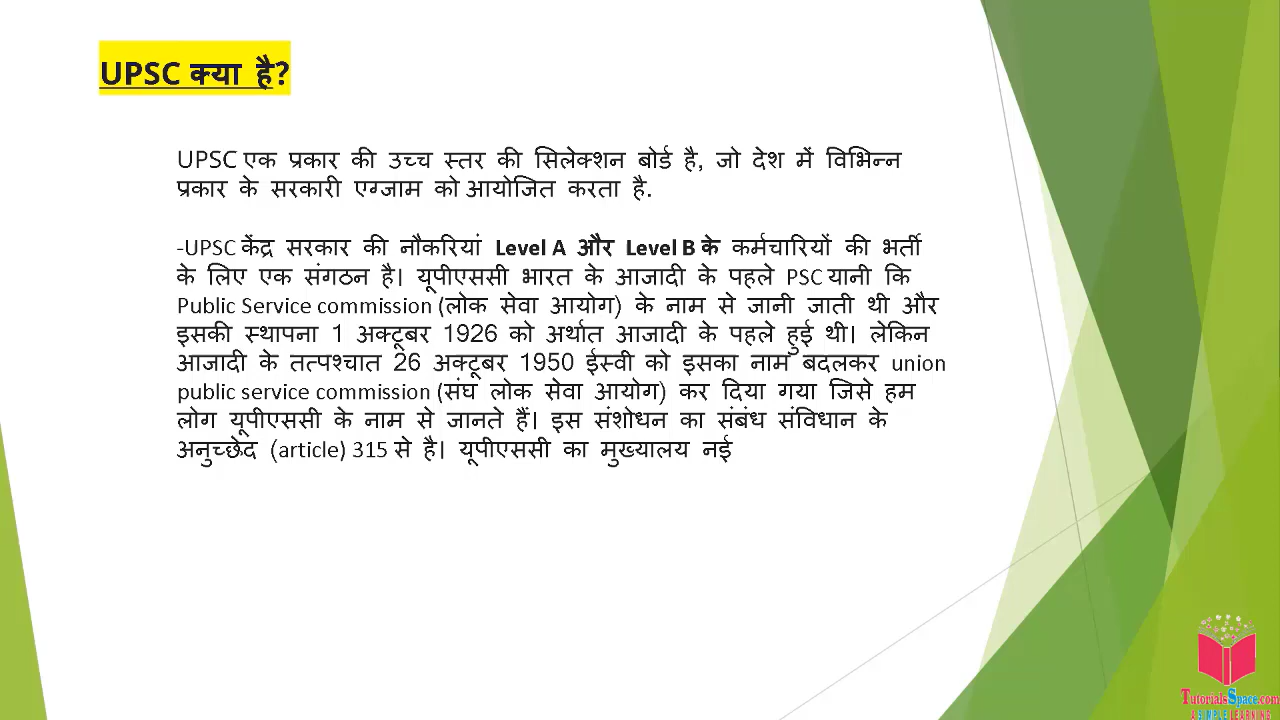 UPSC क्या है?
UPSC एक प्रकार की उच्च स्तर की सिलेक्शन बोर्ड है, जो देश में विभिन्न
प्रकार के सरकारी एग्जाम को आयोजित करता है.
-UPSC केंद्र सरकार की नौकरियां Level A और Level B के कर्मचारियों की भर्ती
के लिए एक संगठन है। यूपीएससी भारत के आजादी के पहले PSC यानी कि
Public Service commission (लोक सेवा आयोग) के नाम से जानी जाती थी और
इसकी स्थापना 1 अक्टूबर 1926 को अर्थात आजादी के पहले हुई थी। लेकिन
आजादी के तत्पश्चात 26 अक्टूबर 1950 ईस्वी को इसका नाम बदलकर union
public service commission (संघ लोक सेवा आयोग) कर दिया गया जिसे हम
लोग यूपीएससी के नाम से जानते हैं। इस संशोधन का संबंध संविधान के
अनुच्छेद (article) 315 से है। यूपीएससी का मुख्यालय नई
TutorialsSpace.com
A SIMPLE LEARNING